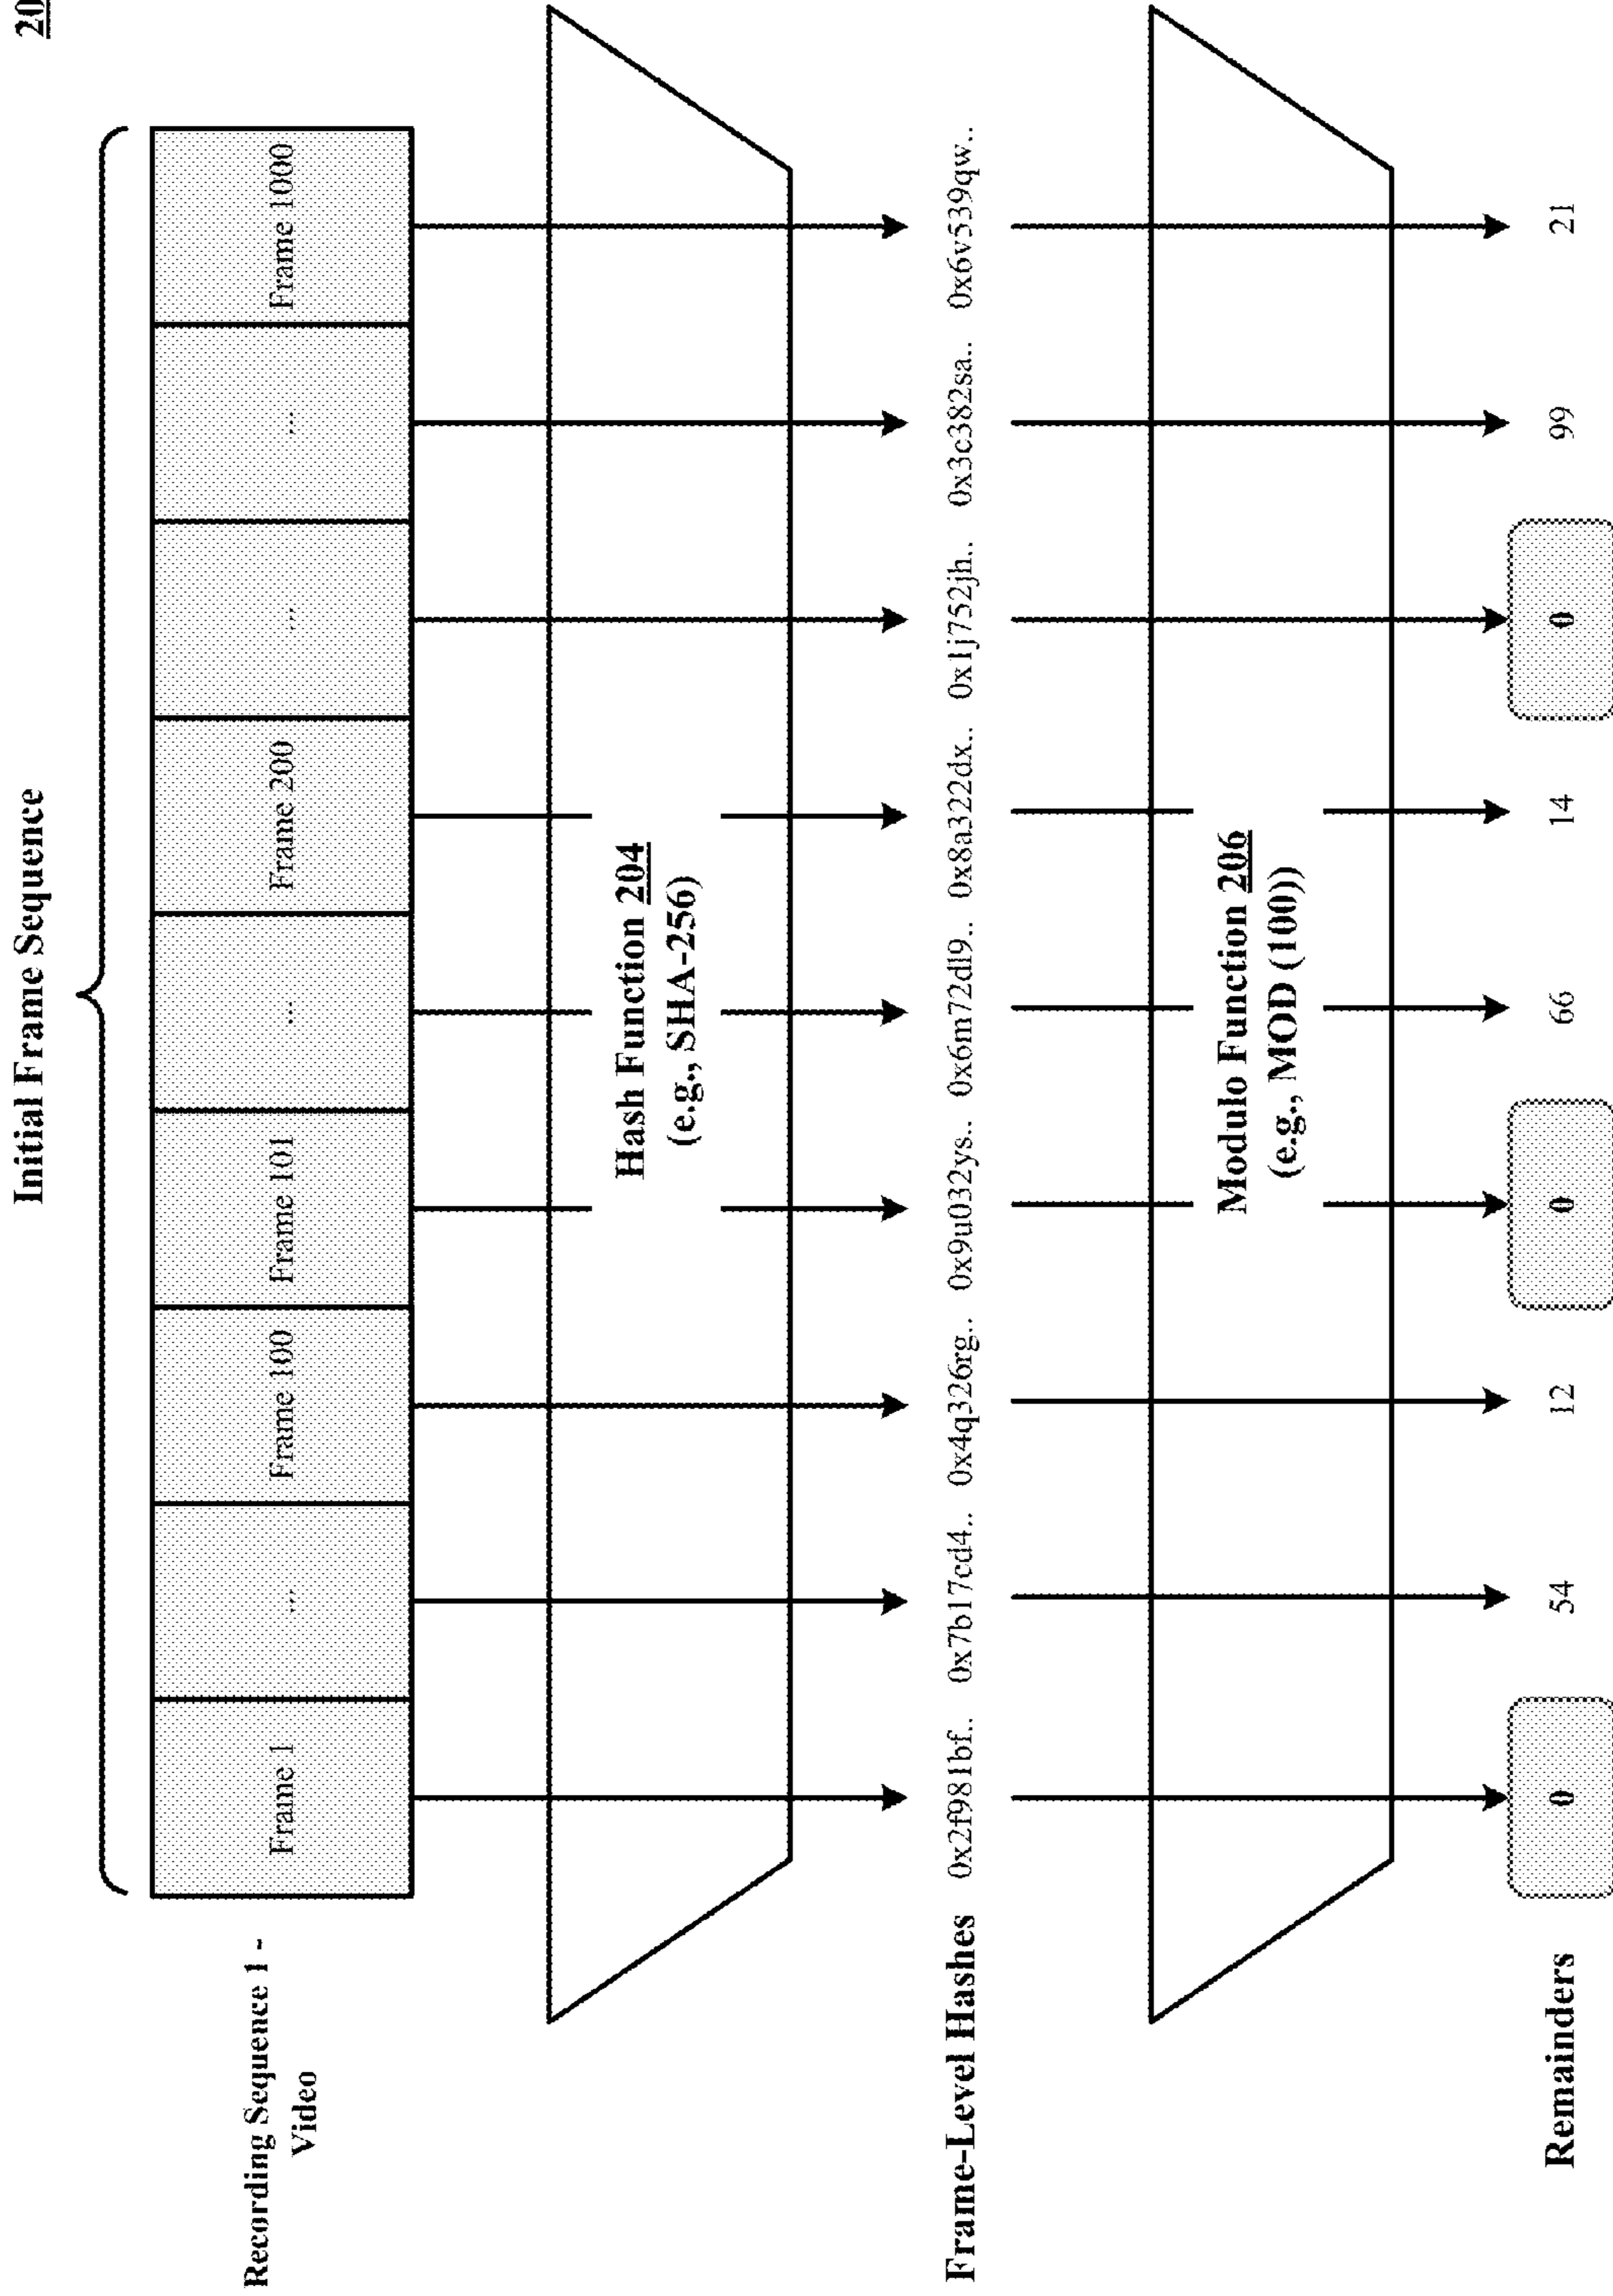 20
Initial Frame Sequence
Recording Sequence 1 -
Video
Frame 1
...
Frame 100
Frame 101
...
Frame 200
...
...
Frame 1000
Hash Function 204
(e.g., SHA-256)
Frame-Level Hashes 0x2f981bf.. 0x7b17cd4.. 0x4q326rg.. 0x9u032ys.. 0x6m72dl9.. 0x8a322dx.. 0x1j752jh.. 0x3c382sa.. 0x6v539qw..
Modulo Function 206
(e.g., MOD (100))
Remainders 0 54 12 0 66 14 0 99 21